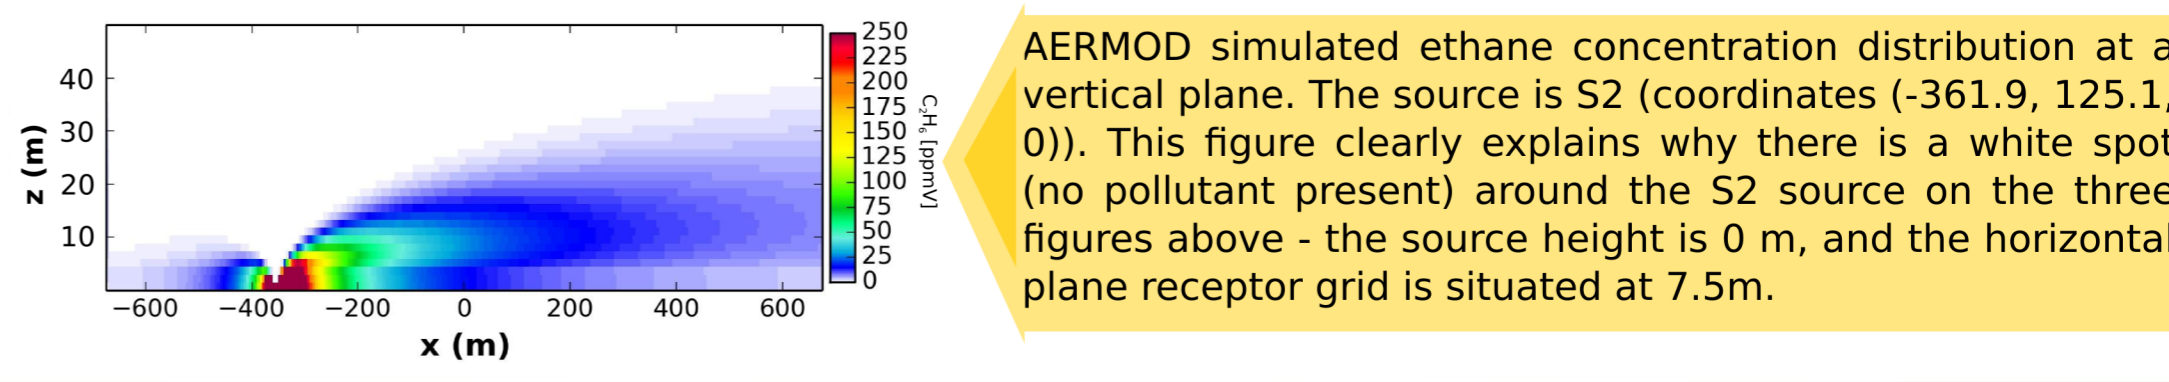 40
30
20
10
z (m)
−600 −400 −200 0 200 400 600
x (m)
250
225
200
175
150
125
100
75
50
25
0
C₂H₆ [ppmV]
AERMOD simulated ethane concentration distribution at a
vertical plane. The source is S2 (coordinates (-361.9, 125.1,
0)). This figure clearly explains why there is a white spot
(no pollutant present) around the S2 source on the three
figures above - the source height is 0 m, and the horizontal
plane receptor grid is situated at 7.5m.